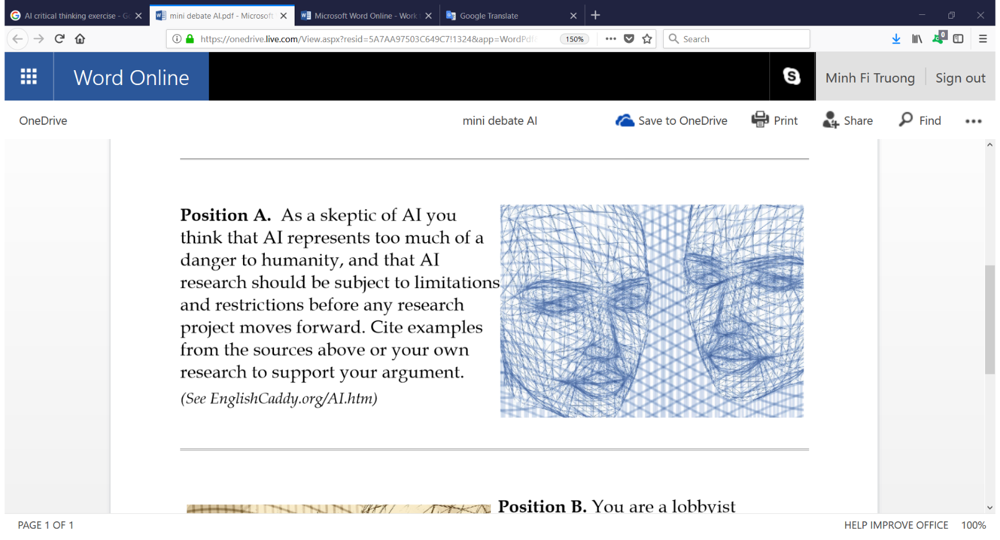 AI critical thinking exercise - G
mini debate AI.pdf - Microsoft
Microsoft Word Online - Work
Google Translate
https://onedrive.live.com/View.aspx?resid=5A7AA97503C649C7!1324&app=WordPdf
150%
Search
0
Word Online
Minh Fi Truong
Sign out
OneDrive
mini debate AI
Save to OneDrive
Print
Share
Find
Position A. As a skeptic of AI you
think that AI represents too much of a
danger to humanity, and that AI
research should be subject to limitations
and restrictions before any research
project moves forward. Cite examples
from the sources above or your own
research to support your argument.
(See EnglishCaddy.org/AI.htm)
Position B. You are a lobbyist
PAGE 1 OF 1
HELP IMPROVE OFFICE
100%